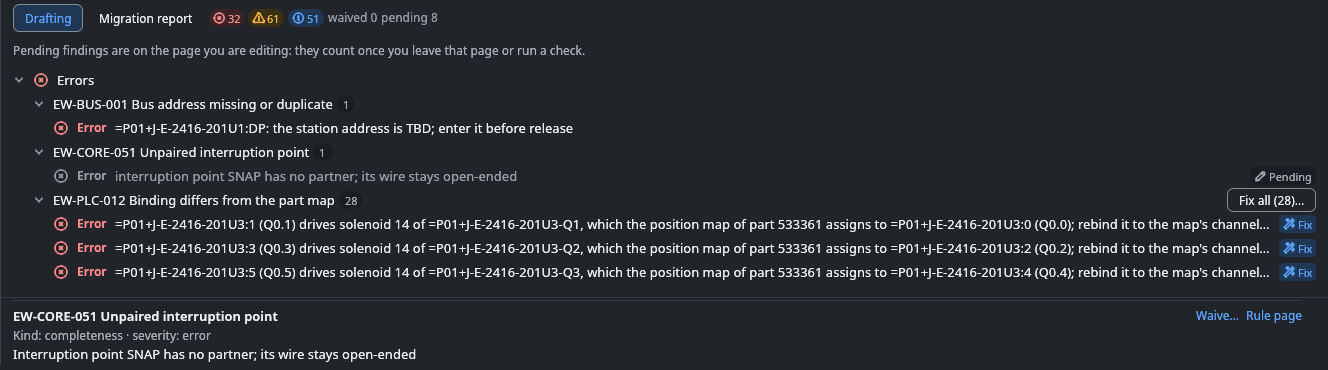 Drafting Migration report 32 61 51 waived 0 pending 8
Pending findings are on the page you are editing: they count once you leave that page or run a check.
Errors
EW-BUS-001 Bus address missing or duplicate 1
Error =P01+J-E-2416-201U1:DP: the station address is TBD; enter it before release
EW-CORE-051 Unpaired interruption point 1
Error interruption point SNAP has no partner; its wire stays open-ended Pending
EW-PLC-012 Binding differs from the part map 28 Fix all (28)...
Error =P01+J-E-2416-201U3:1 (Q0.1) drives solenoid 14 of =P01+J-E-2416-201U3-Q1, which the position map of part 533361 assigns to =P01+J-E-2416-201U3:0 (Q0.0); rebind it to the map's channel... Fix
Error =P01+J-E-2416-201U3:3 (Q0.3) drives solenoid 14 of =P01+J-E-2416-201U3-Q2, which the position map of part 533361 assigns to =P01+J-E-2416-201U3:2 (Q0.2); rebind it to the map's channel... Fix
Error =P01+J-E-2416-201U3:5 (Q0.5) drives solenoid 14 of =P01+J-E-2416-201U3-Q3, which the position map of part 533361 assigns to =P01+J-E-2416-201U3:4 (Q0.4); rebind it to the map's channel... Fix
EW-CORE-051 Unpaired interruption point Waive... Rule page
Kind: completeness · severity: error
Interruption point SNAP has no partner; its wire stays open-ended